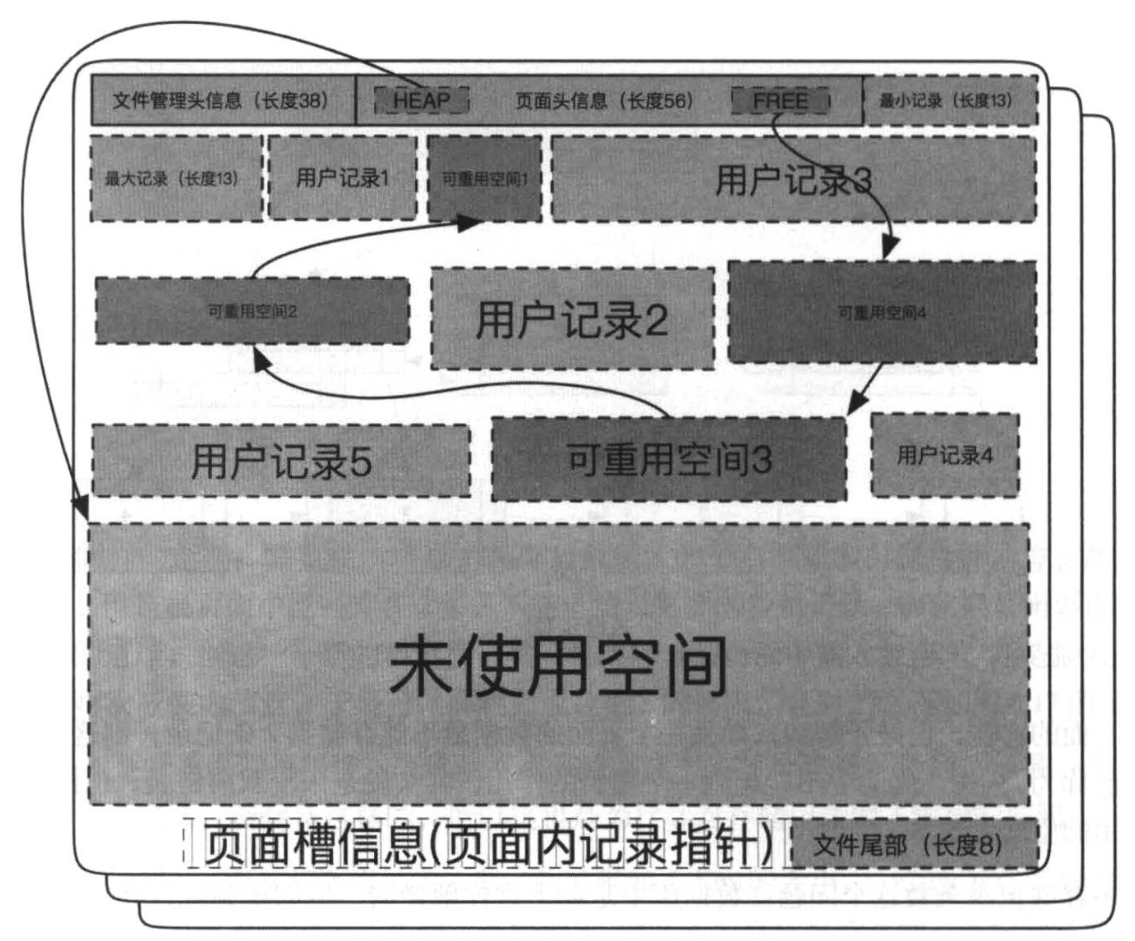 文件管理头信息（长度38） HEAP 页面头信息（长度56） FREE 最小记录（长度13）
最大记录（长度13） 用户记录1 可重用空间1 用户记录3
可重用空间2 用户记录2 可重用空间4
用户记录5 可重用空间3 用户记录4
未使用空间
页面槽信息(页面内记录指针) 文件尾部（长度8）